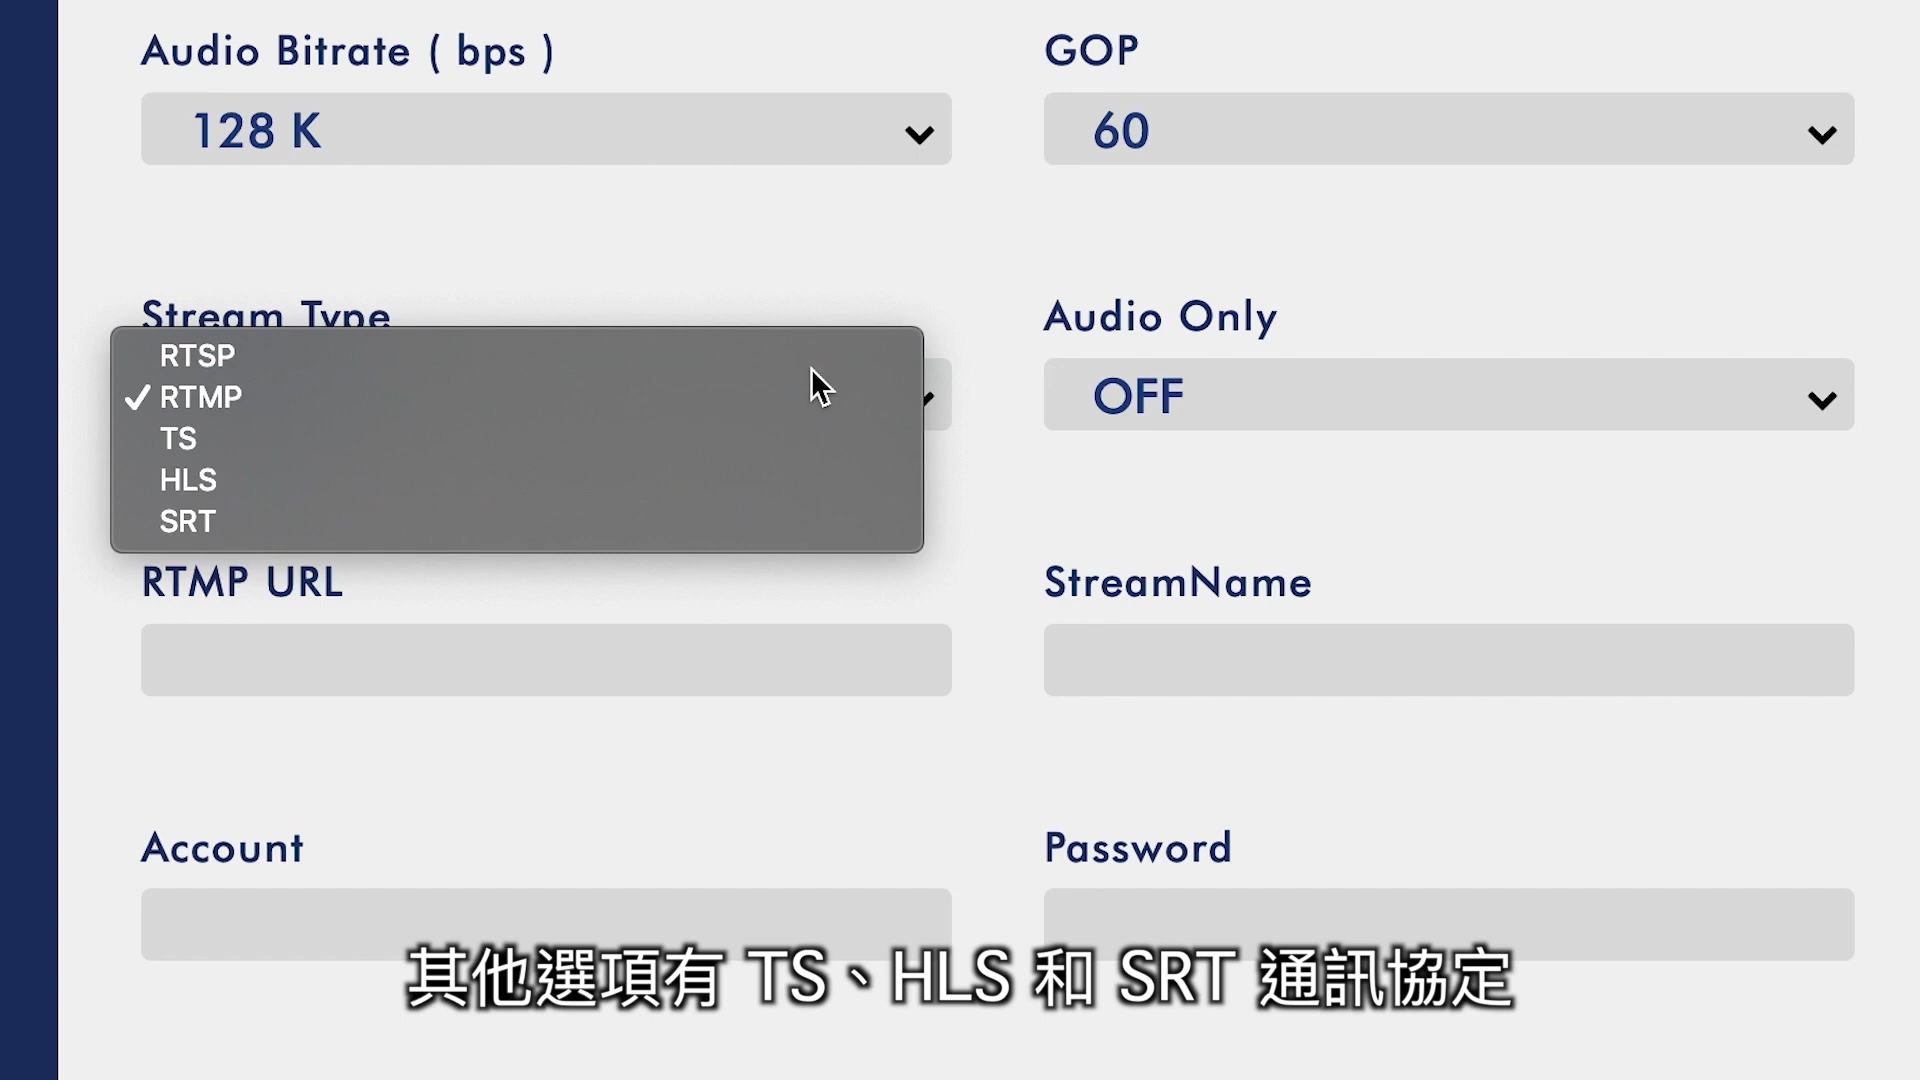 Audio Bitrate ( bps )
GOP
128 K
60
Stream Type
Audio Only
RTSP
✓ RTMP
OFF
TS
HLS
SRT
RTMP URL
StreamName
Account
Password
其他選項有 TS、HLS 和 SRT 通訊協定